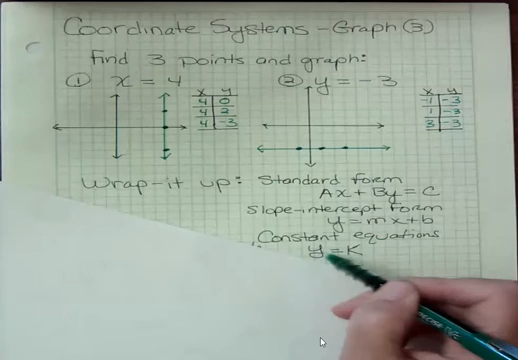 Coordinate Systems - Graph (3)
Find 3 points and graph:
① x = 4
x y
4 0
4 2
4 -3
② y = -3
x y
-1 -3
1 -3
3 -3
Wrap-it up: Standard form
Ax + By = C
Slope-intercept form
y = mx + b
Constant equations
y = K